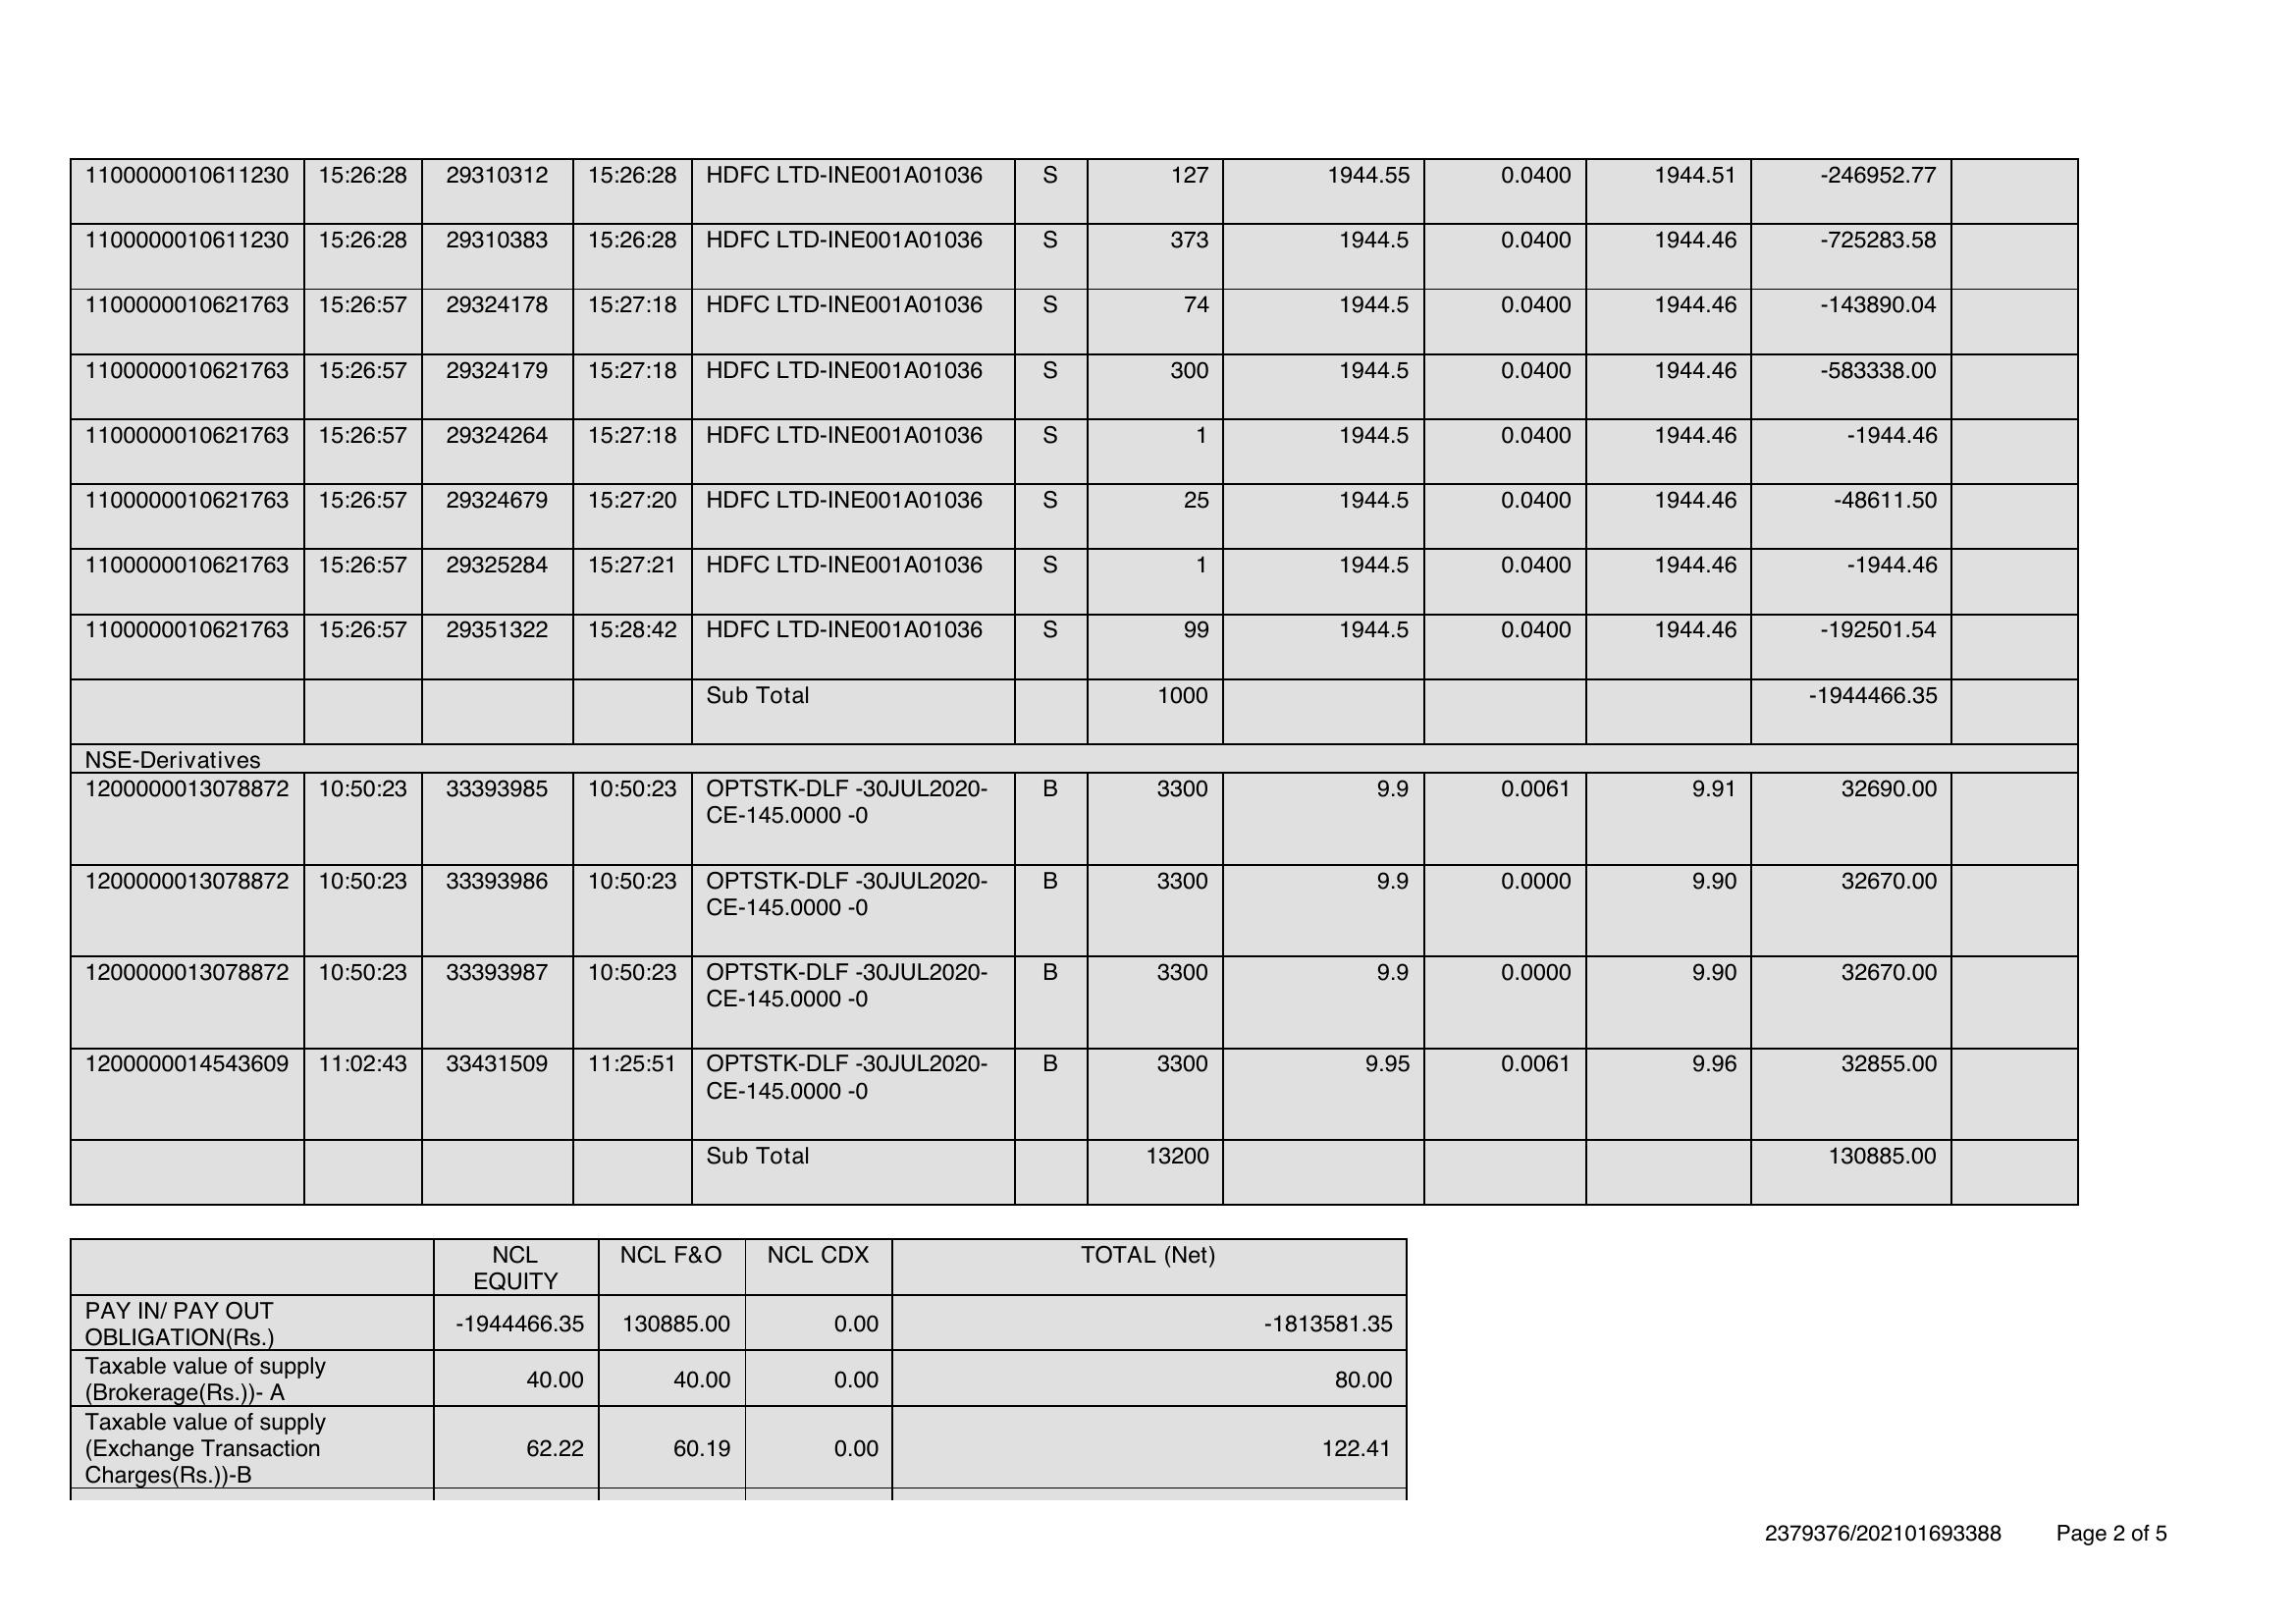 1100000010611230 15:26:28 29310312 15:26:28 HDFC LTD-INE001A01036 S 127 1944.55 0.0400 1944.51 -246952.77
1100000010611230 15:26:28 29310383 15:26:28 HDFC LTD-INE001A01036 S 373 1944.5 0.0400 1944.46 -725283.58
1100000010621763 15:26:57 29324178 15:27:18 HDFC LTD-INE001A01036 S 74 1944.5 0.0400 1944.46 -143890.04
1100000010621763 15:26:57 29324179 15:27:18 HDFC LTD-INE001A01036 S 300 1944.5 0.0400 1944.46 -583338.00
1100000010621763 15:26:57 29324264 15:27:18 HDFC LTD-INE001A01036 S 1 1944.5 0.0400 1944.46 -1944.46
1100000010621763 15:26:57 29324679 15:27:20 HDFC LTD-INE001A01036 S 25 1944.5 0.0400 1944.46 -48611.50
1100000010621763 15:26:57 29325284 15:27:21 HDFC LTD-INE001A01036 S 1 1944.5 0.0400 1944.46 -1944.46
1100000010621763 15:26:57 29351322 15:28:42 HDFC LTD-INE001A01036 S 99 1944.5 0.0400 1944.46 -192501.54
Sub Total 1000 -1944466.35
NSE-Derivatives
1200000013078872 10:50:23 33393985 10:50:23 OPTSTK-DLF -30JUL2020- B 3300 9.9 0.0061 9.91 32690.00
CE-145.0000 -0
1200000013078872 10:50:23 33393986 10:50:23 OPTSTK-DLF -30JUL2020- B 3300 9.9 0.0000 9.90 32670.00
CE-145.0000 -0
1200000013078872 10:50:23 33393987 10:50:23 OPTSTK-DLF -30JUL2020- B 3300 9.9 0.0000 9.90 32670.00
CE-145.0000 -0
1200000014543609 11:02:43 33431509 11:25:51 OPTSTK-DLF -30JUL2020- B 3300 9.95 0.0061 9.96 32855.00
CE-145.0000 -0
Sub Total 13200 130885.00
NCL NCL F&O NCL CDX TOTAL (Net)
EQUITY
PAY IN/ PAY OUT
OBLIGATION(Rs.) -1944466.35 130885.00 0.00 -1813581.35
Taxable value of supply
(Brokerage(Rs.))- A 40.00 40.00 0.00 80.00
Taxable value of supply
(Exchange Transaction 62.22 60.19 0.00 122.41
Charges(Rs.))-B
2379376/202101693388 Page 2 of 5